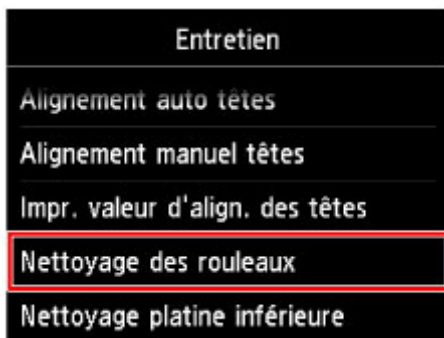 Entretien
Alignement auto têtes
Alignement manuel têtes
Impr. valeur d'align. des têtes
Nettoyage des rouleaux
Nettoyage platine inférieure